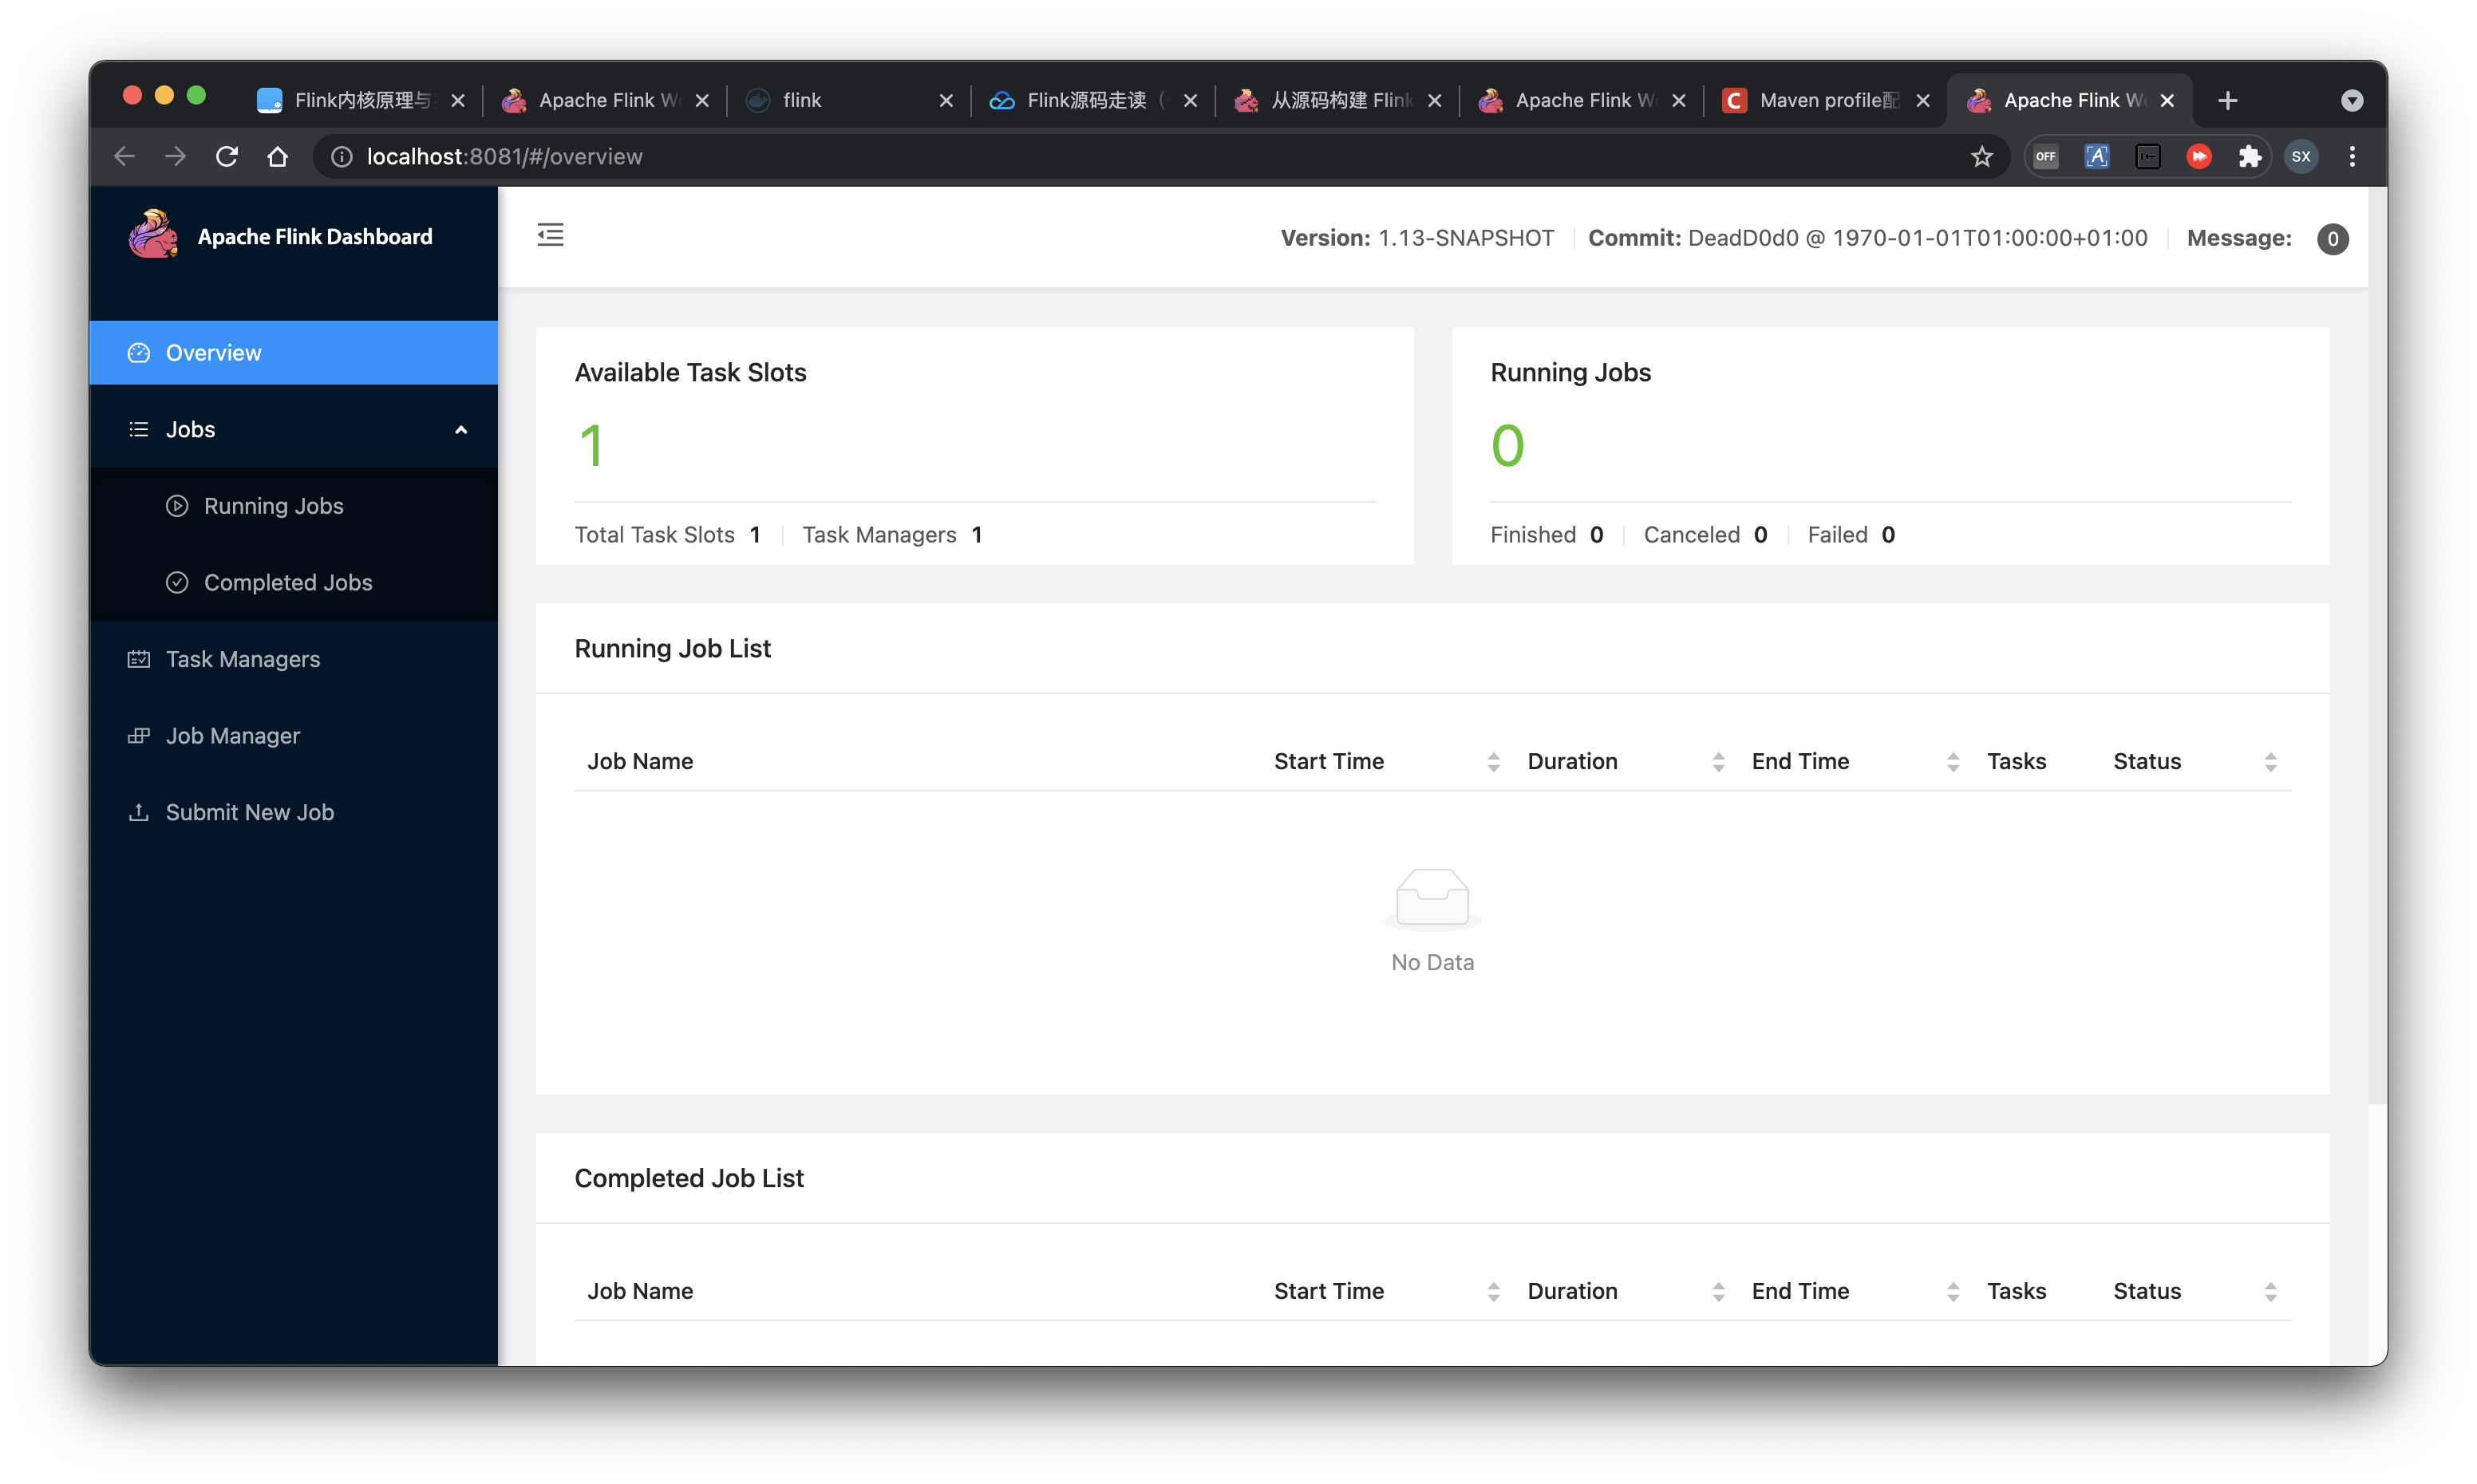 Flink内核原理与
Apache Flink W
flink
Flink源码走读
从源码构建 Flink
Apache Flink W
Maven profile配
Apache Flink W
localhost:8081/#/overview
OFF
A
SX
Apache Flink Dashboard
Version: 1.13-SNAPSHOT
Commit: DeadD0d0 @ 1970-01-01T01:00:00+01:00
Message: 0
Overview
Jobs
Running Jobs
Completed Jobs
Task Managers
Job Manager
Submit New Job
Available Task Slots
1
Total Task Slots 1
Task Managers 1
Running Jobs
0
Finished 0
Canceled 0
Failed 0
Running Job List
Job Name Start Time Duration End Time Tasks Status
No Data
Completed Job List
Job Name Start Time Duration End Time Tasks Status